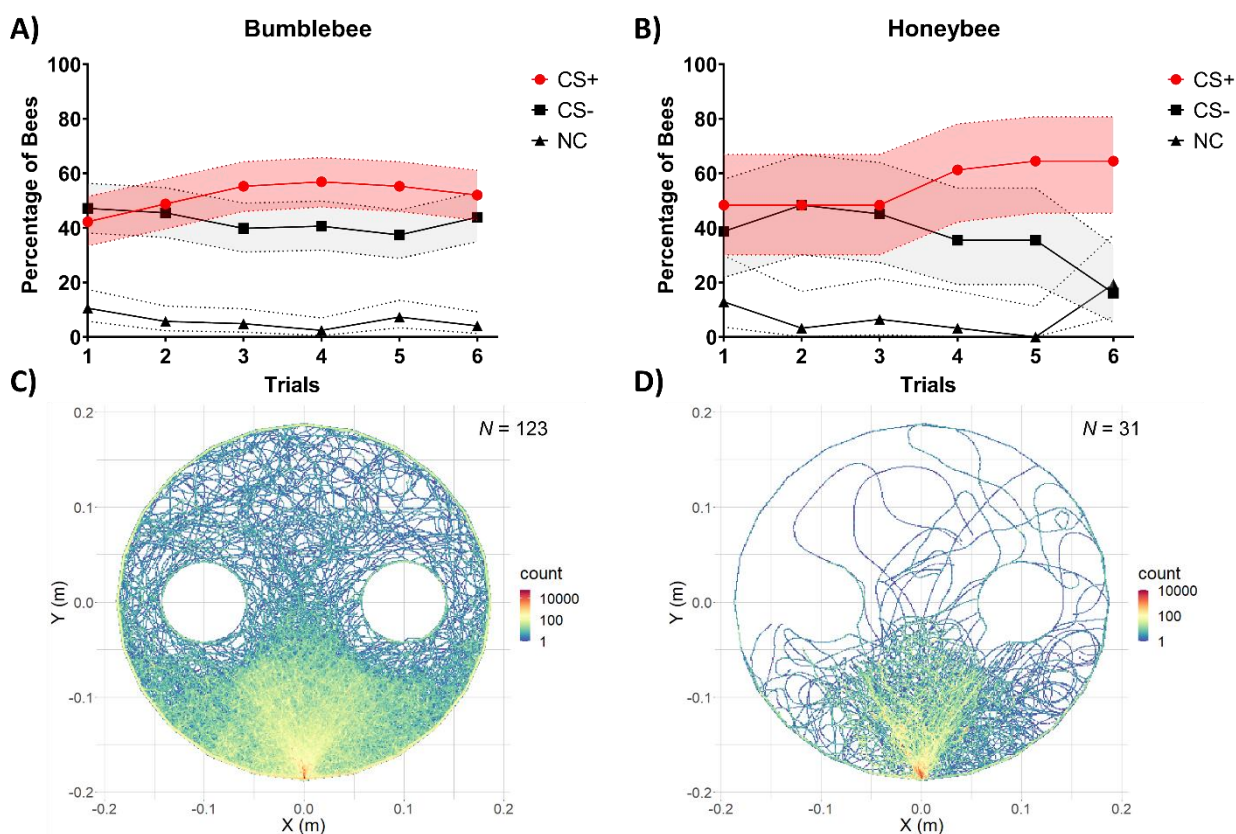 A) Bumblebee
Percentage of Bees
100
80
60
40
20
0
1 2 3 4 5 6
Trials
CS+
CS-
NC
B) Honeybee
Percentage of Bees
100
80
60
40
20
0
1 2 3 4 5 6
Trials
CS+
CS-
NC
C)
N = 123
Y (m)
0.2
0.1
0.0
-0.1
-0.2
-0.2 -0.1 0.0 0.1 0.2
X (m)
count
10000
100
1
D)
N = 31
Y (m)
0.2
0.1
0.0
-0.1
-0.2
-0.2 -0.1 0.0 0.1 0.2
X (m)
count
10000
100
1